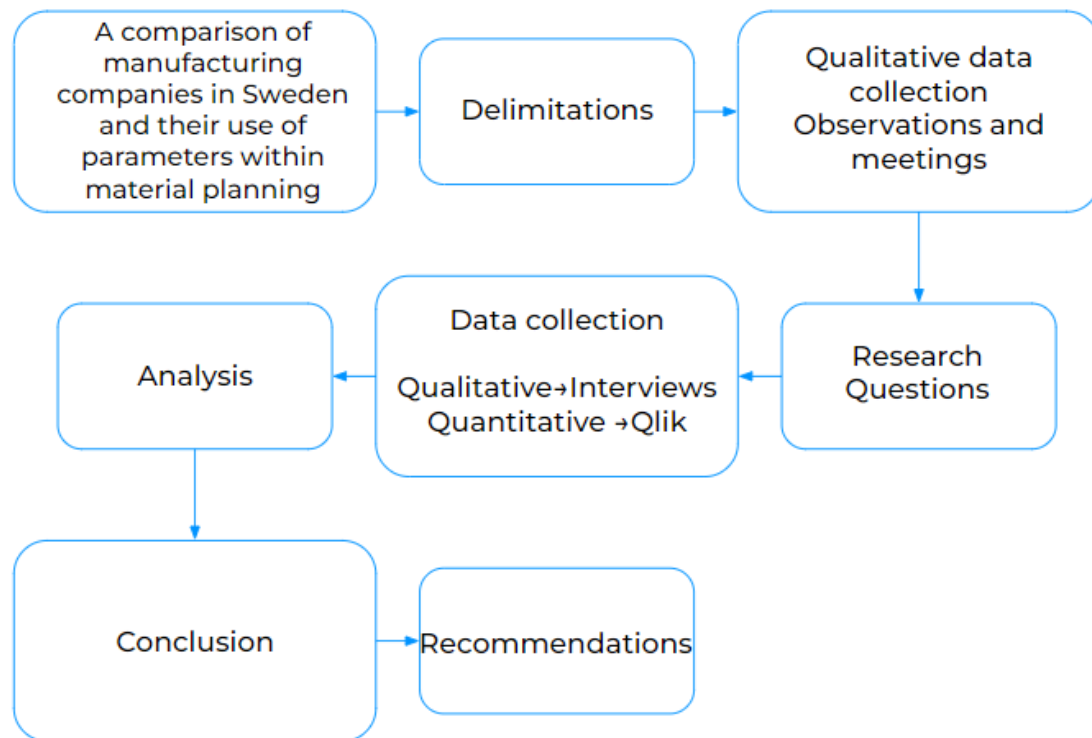 A comparison of
manufacturing
companies in Sweden
and their use of
parameters within
material planning
Delimitations
Qualitative data
collection
Observations and
meetings
Research
Questions
Data collection
Qualitative→Interviews
Quantitative →Qlik
Analysis
Conclusion
Recommendations